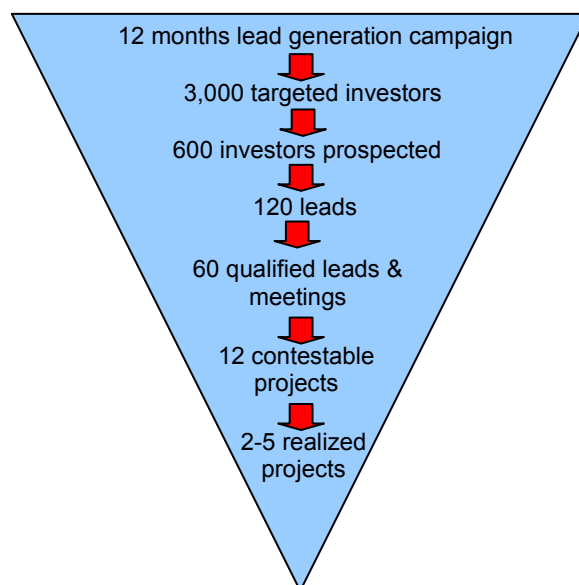 12 months lead generation campaign
3,000 targeted investors
600 investors prospected
120 leads
60 qualified leads &
meetings
12 contestable
projects
2-5 realized
projects